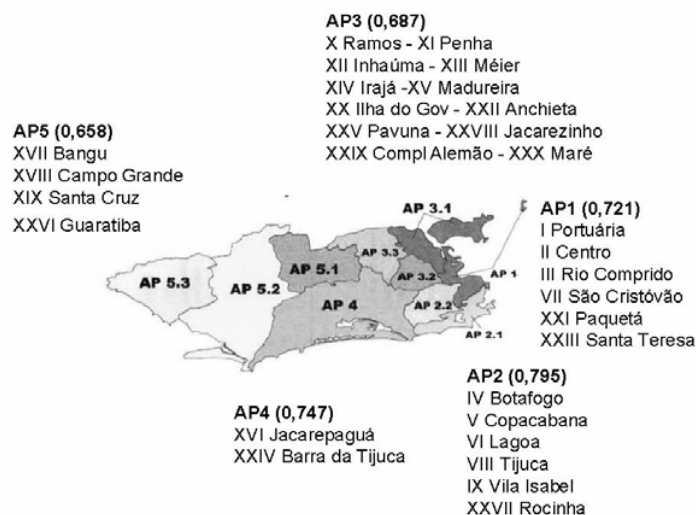 AP3 (0,687)
X Ramos - XI Penha
XII Inhaúma - XIII Méier
XIV Irajá -XV Madureira
XX Ilha do Gov - XXII Anchieta
XXV Pavuna - XXVIII Jacarezinho
XXIX Compl Alemão - XXX Maré
AP5 (0,658)
XVII Bangu
XVIII Campo Grande
XIX Santa Cruz
XXVI Guaratiba
AP1 (0,721)
I Portuária
II Centro
III Rio Comprido
VII São Cristóvão
XXI Paquetá
XXIII Santa Teresa
AP 3.1
AP 3.3
AP 5.1
AP 3.2
AP 1
AP 5.3
AP 5.2
AP 4
AP 2.2
AP 2.1
AP2 (0,795)
IV Botafogo
V Copacabana
VI Lagoa
VIII Tijuca
IX Vila Isabel
XXVII Rocinha
AP4 (0,747)
XVI Jacarepaguá
XXIV Barra da Tijuca